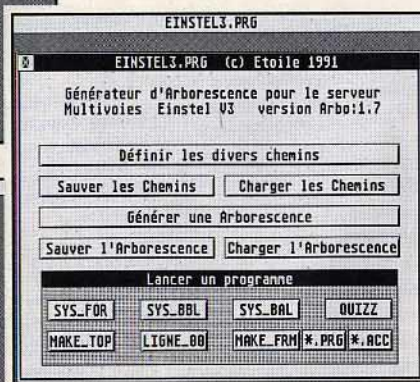 EINSTEL3.PRG
EINSTEL3.PRG (c) Etoile 1991
Générateur d'Arborescence pour le serveur
Multivoies Einstel V3 version Arbo:1.7
Définir les divers chemins
Sauver les Chemins Charger les Chemins
Générer une Arborescence
Sauver l'Arborescence Charger l'Arborescence
Lancer un programme
SYS_FOR SYS_BBL SYS_BAL QUIZZ
MAKE_TOP LIGNE_00 MAKE_FRM *.PRG *.ACC